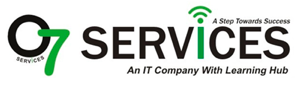 A Step Towards Success
O7 SERVICES
SERVICES
An IT Company With Learning Hub